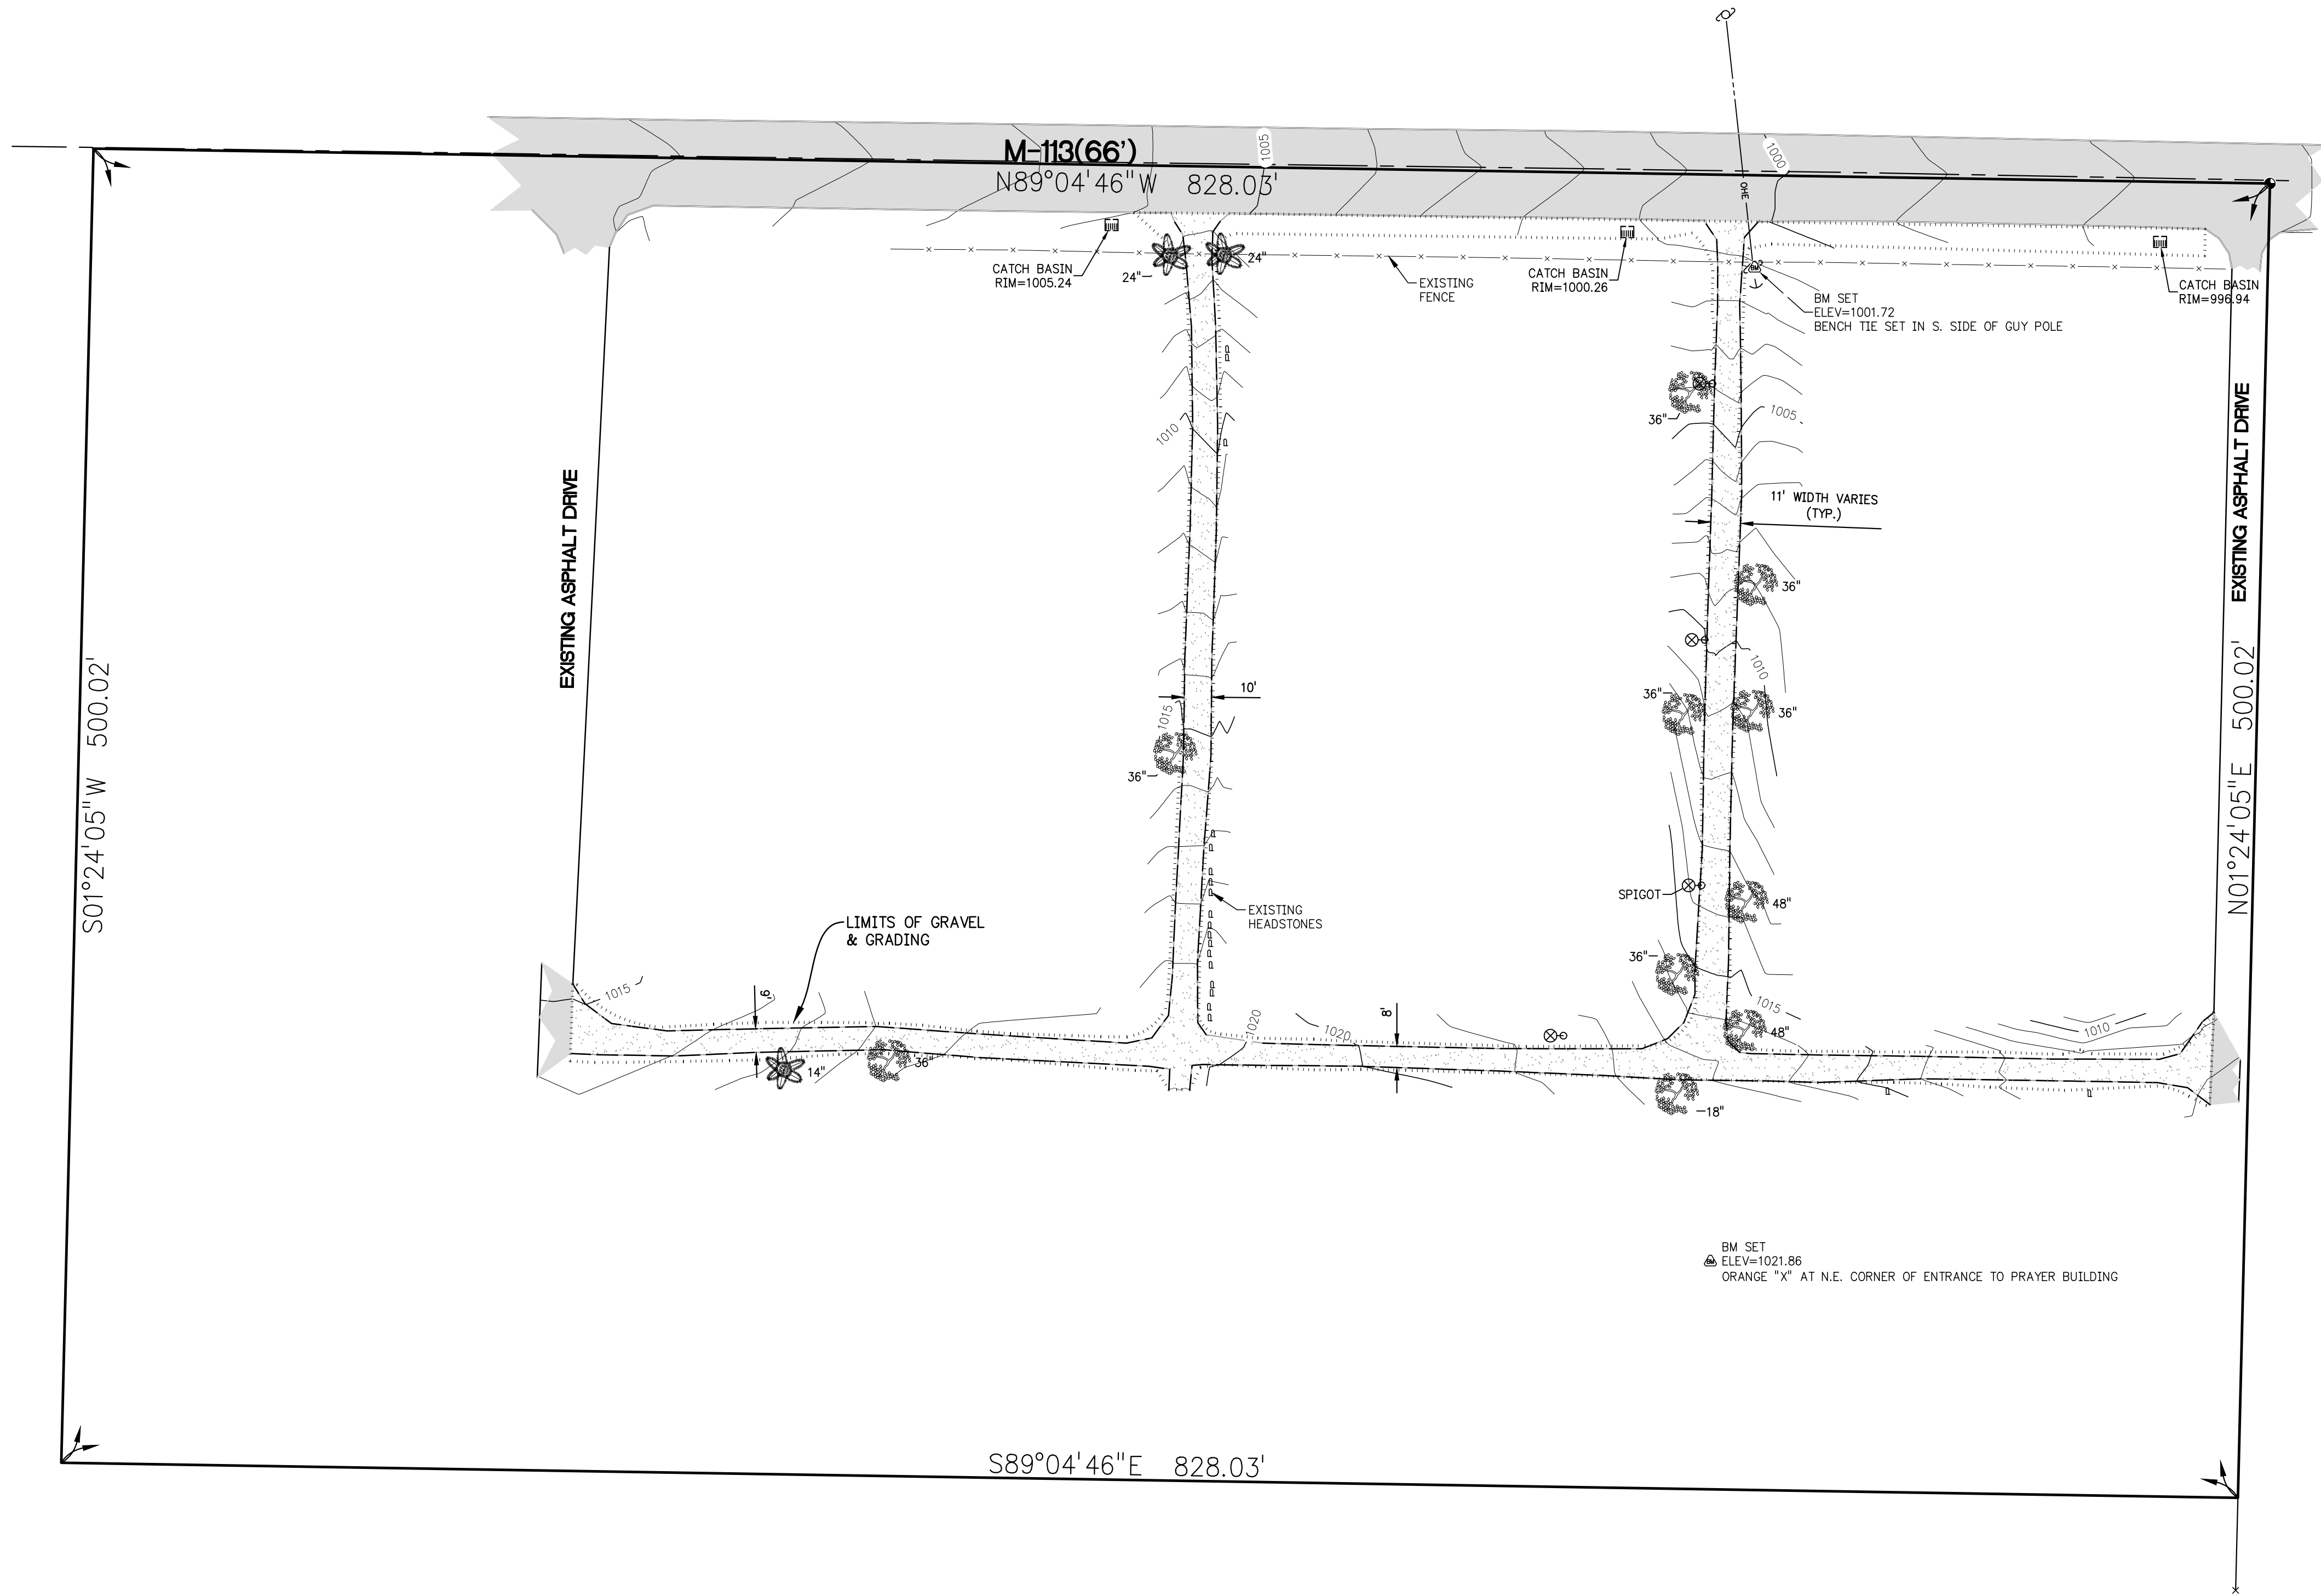 M-113(66')
N89°04'46"W 828.03'
1005
1000
OHE
CATCH BASIN
RIM=1005.24
24"
24"
EXISTING
FENCE
CATCH BASIN
RIM=1000.26
BM SET
ELEV=1001.72
BENCH TIE SET IN S. SIDE OF GUY POLE
CATCH BASIN
RIM=996.94
EXISTING ASPHALT DRIVE
EXISTING ASPHALT DRIVE
36"
1005
1010
11' WIDTH VARIES
(TYP.)
36"
1010
S01°24'05"W 500.02'
N01°24'05"E 500.02'
10'
36"
36"
1015
36"
SPIGOT
48"
EXISTING
HEADSTONES
LIMITS OF GRAVEL
& GRADING
36"
1015
9'
1015
8'
1020
1020
48"
1010
14"
36"
18"
BM SET
BM
ELEV=1021.86
ORANGE "X" AT N.E. CORNER OF ENTRANCE TO PRAYER BUILDING
S89°04'46"E 828.03'